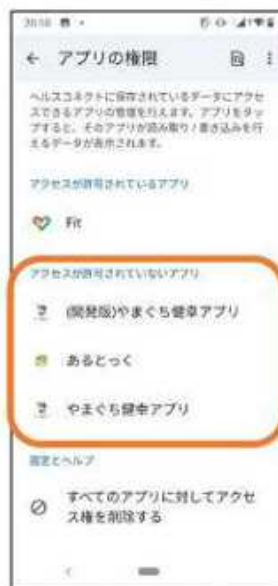 アプリの権限
ヘルスコネクトに保存されているデータにアクセ
スできるアプリの管理を行えます。アプリをタッ
プすると、そのアプリが読み取り / 書き込みを行
えるデータが表示されます。
アクセスが許可されているアプリ
Fit
アクセスが許可されていないアプリ
(開発版)やまぐち健幸アプリ
あるとっく
やまぐち健幸アプリ
設定とヘルプ
すべてのアプリに対してアクセ
ス権を削除する